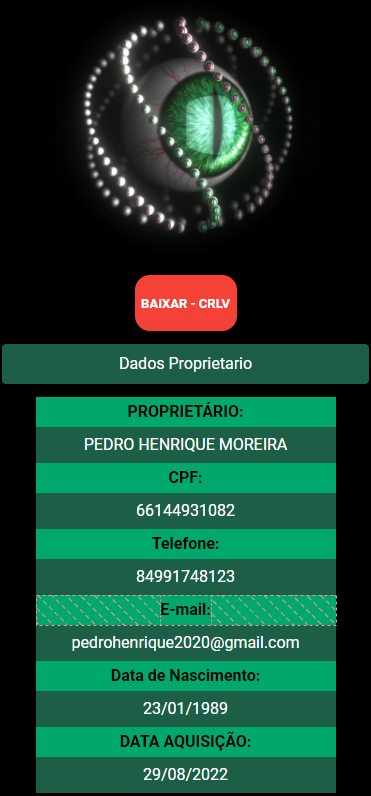 BAIXAR - CRLV
Dados Proprietario
PROPRIETÁRIO:
PEDRO HENRIQUE MOREIRA
CPF:
66144931082
Telefone:
84991748123
E-mail:
pedrohenrique2020@gmail.com
Data de Nascimento:
23/01/1989
DATA AQUISIÇÃO:
29/08/2022